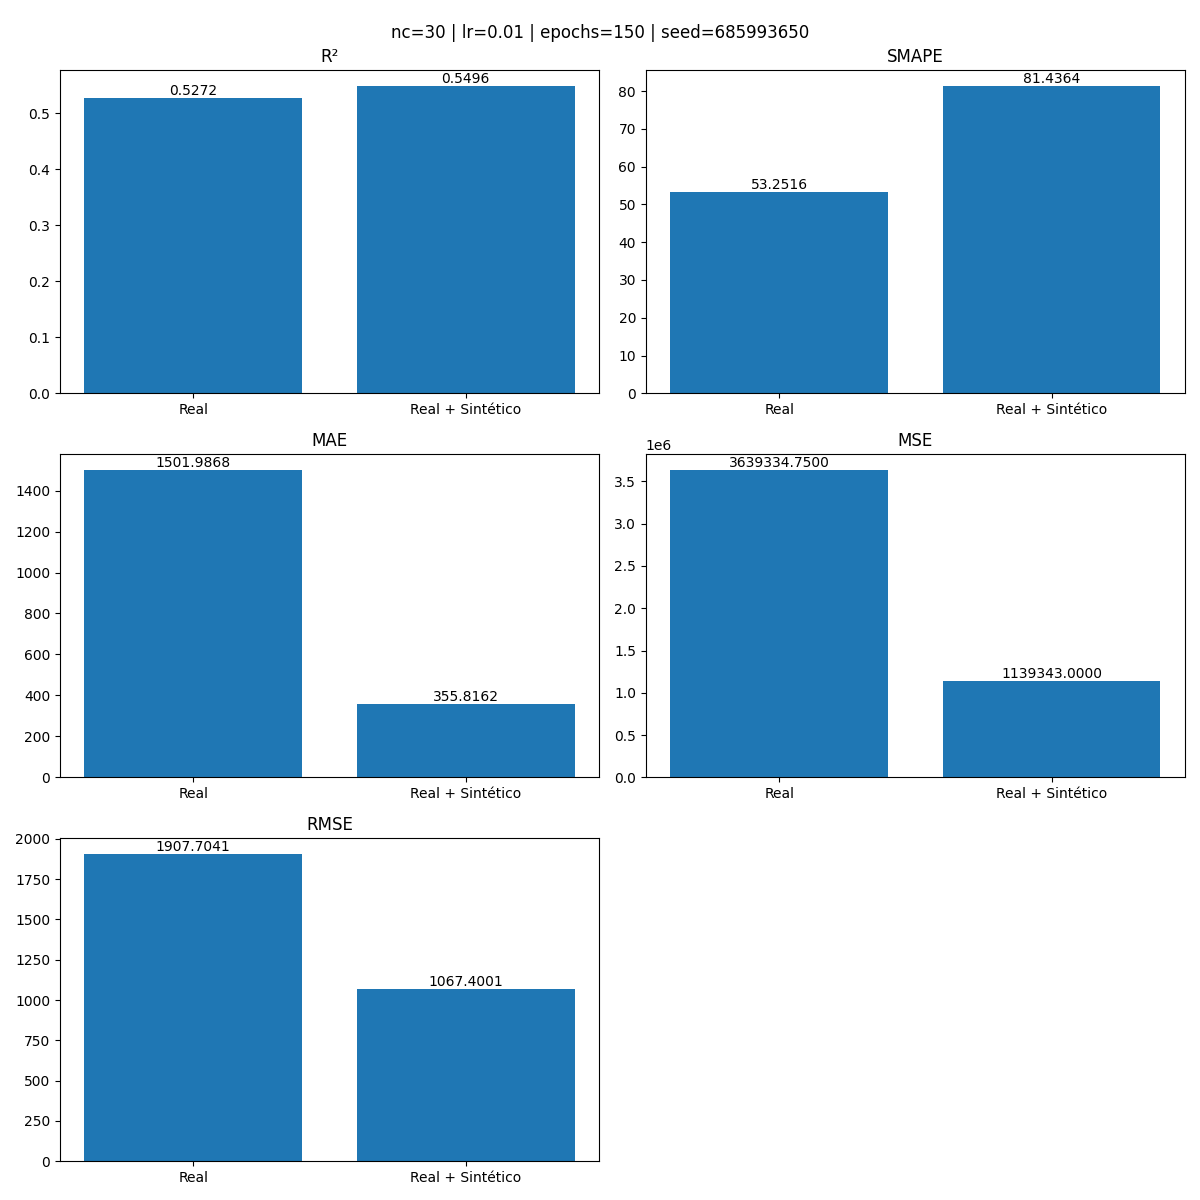 nc=30 | lr=0.01 | epochs=150 | seed=685993650
R²
0.5272
0.5496
0.5
0.4
0.3
0.2
0.1
0.0
Real
Real + Sintético
SMAPE
53.2516
81.4364
80
70
60
50
40
30
20
10
0
Real
Real + Sintético
MAE
1501.9868
355.8162
1400
1200
1000
800
600
400
200
0
Real
Real + Sintético
MSE
1e6
3639334.7500
1139343.0000
3.5
3.0
2.5
2.0
1.5
1.0
0.5
0.0
Real
Real + Sintético
RMSE
1907.7041
1067.4001
2000
1750
1500
1250
1000
750
500
250
0
Real
Real + Sintético